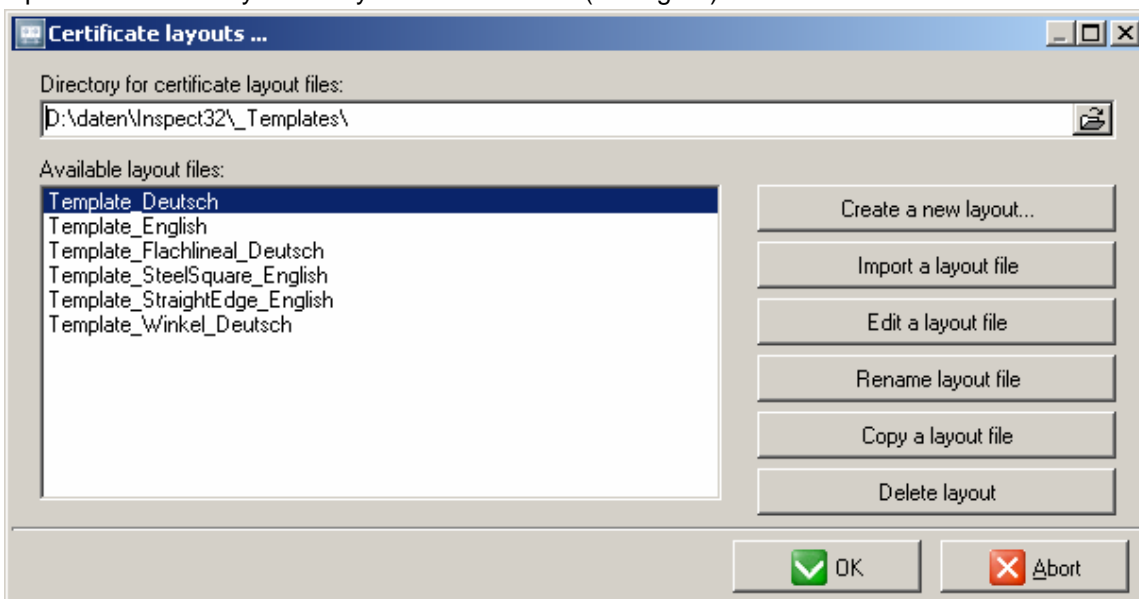 Certificate layouts ...
Directory for certificate layout files:
D:\daten\Inspect32\_Templates\
Available layout files:
Template_Deutsch
Template_English
Template_Flachlineal_Deutsch
Template_SteelSquare_English
Template_StraightEdge_English
Template_Winkel_Deutsch
Create a new layout...
Import a layout file
Edit a layout file
Rename layout file
Copy a layout file
Delete layout
OK
Abort